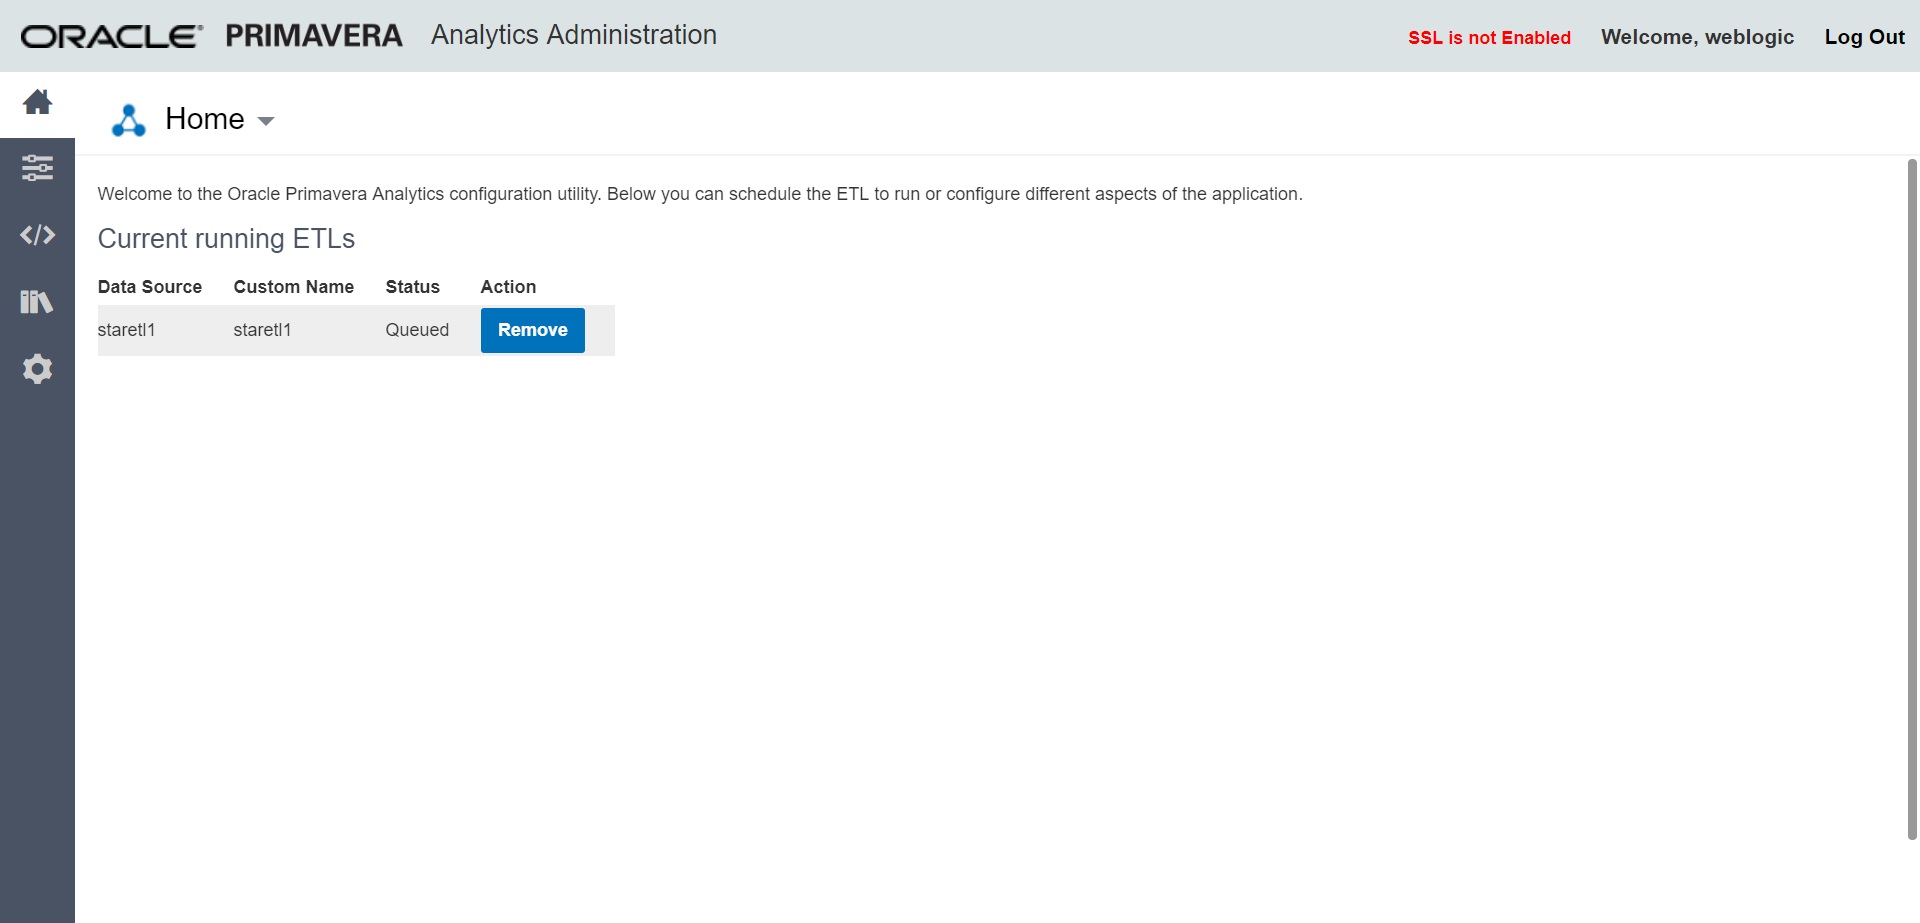 ORACLE® PRIMAVERA Analytics Administration SSL is not Enabled Welcome, weblogic Log Out
Home
Welcome to the Oracle Primavera Analytics configuration utility. Below you can schedule the ETL to run or configure different aspects of the application.
Current running ETLs
Data Source Custom Name Status Action
staretl1 staretl1 Queued Remove